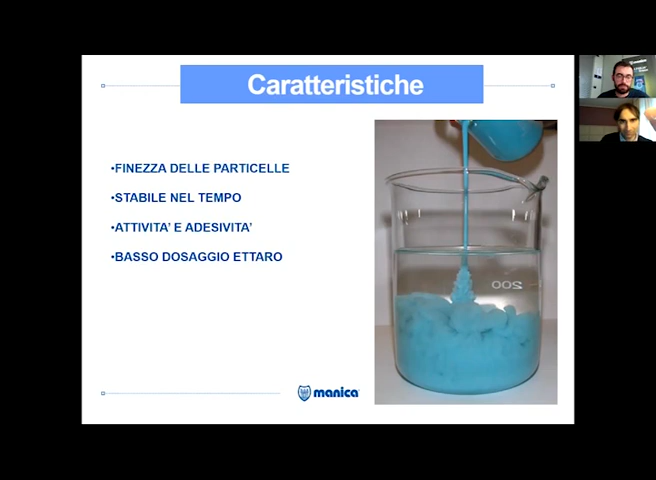 Caratteristiche
•FINEZZA DELLE PARTICELLE
•STABILE NEL TEMPO
•ATTIVITA' E ADESIVITA'
•BASSO DOSAGGIO ETTARO
200
manica